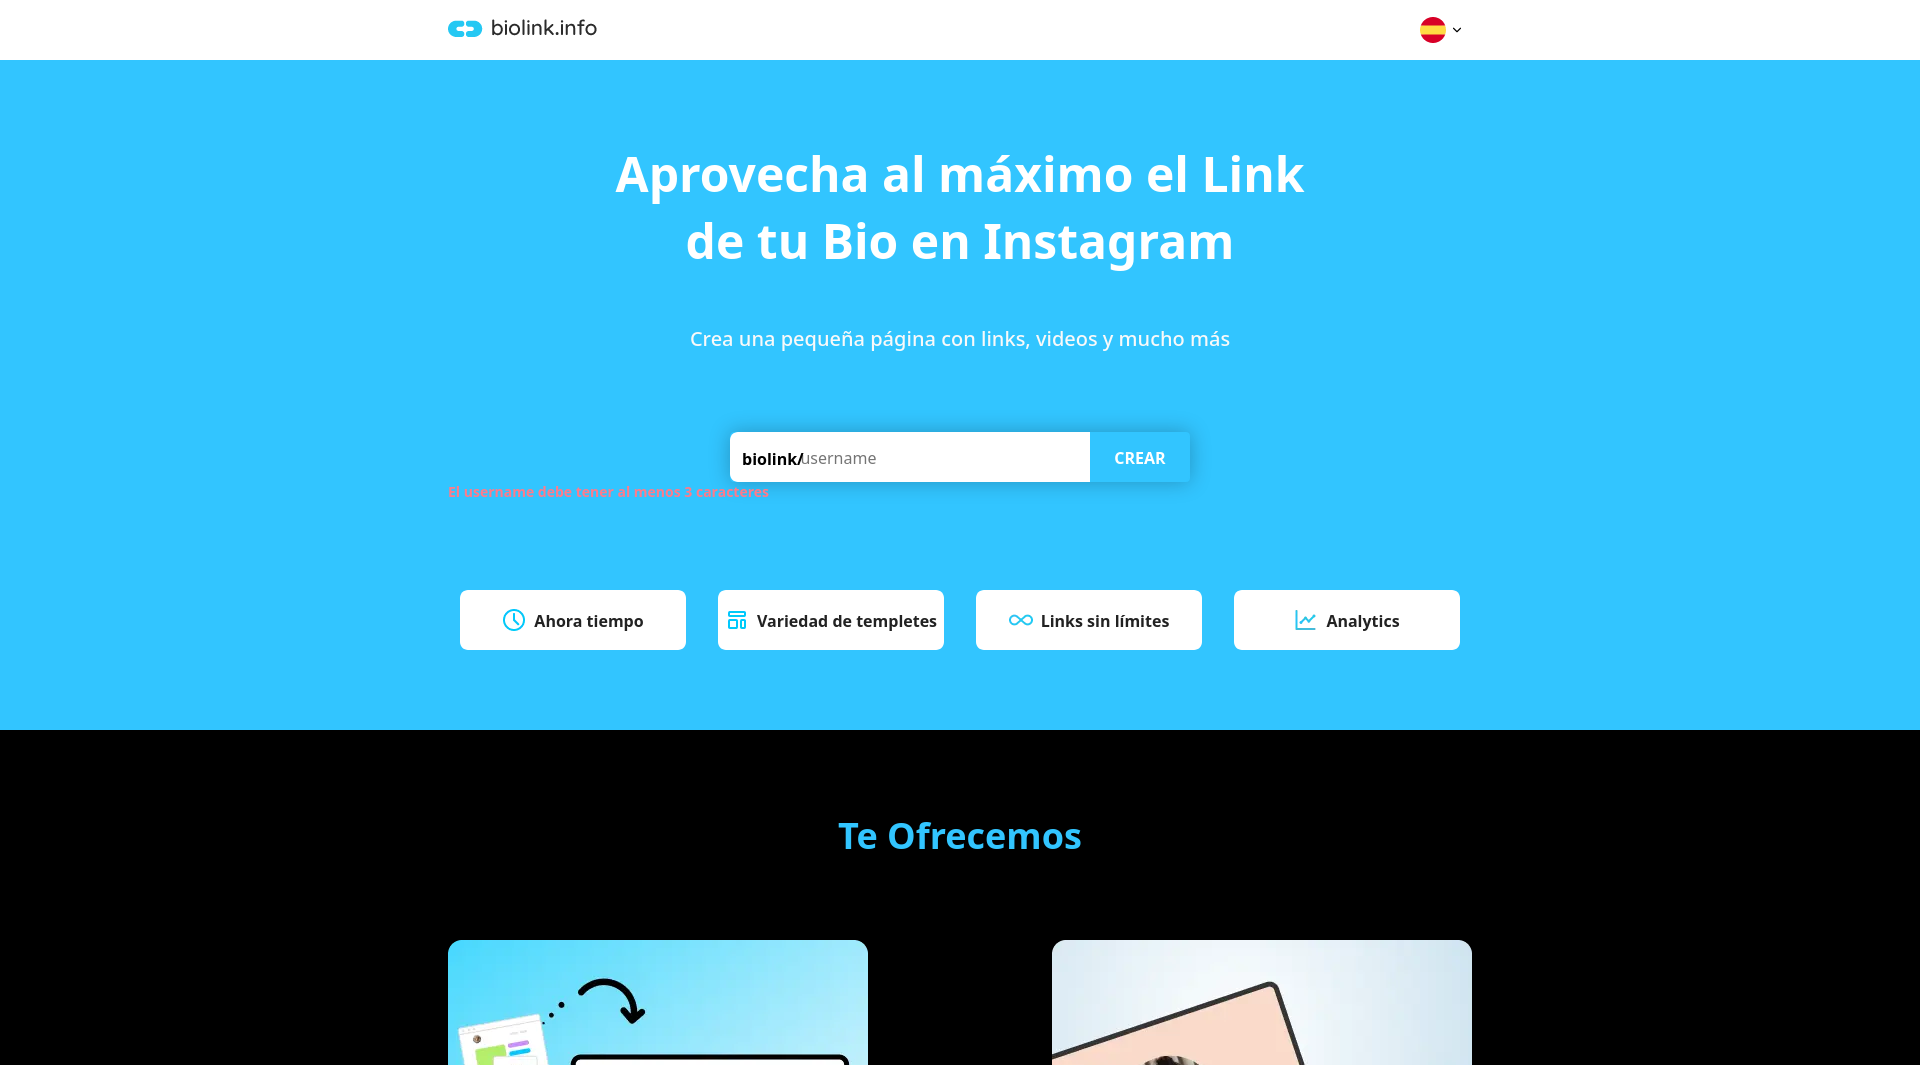 biolink.info
Aprovecha al máximo el Link
de tu Bio en Instagram
Crea una pequeña página con links, videos y mucho más
biolink/username
CREAR
El username debe tener al menos 3 caracteres
Ahora tiempo
Variedad de templetes
Links sin límites
Analytics
Te Ofrecemos